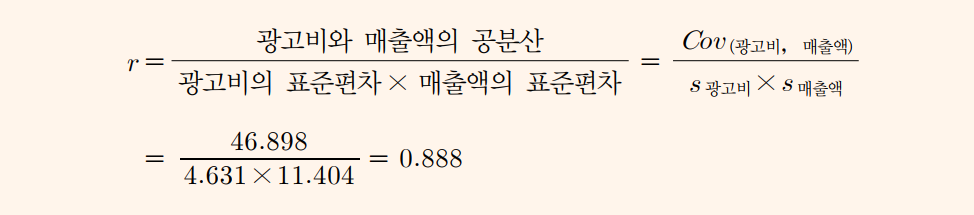 r = 광고비와 매출액의 공분산 / 광고비의 표준편차 × 매출액의 표준편차 = Cov(광고비, 매출액) / s광고비 × s매출액
= 46.898 / 4.631 × 11.404 = 0.888